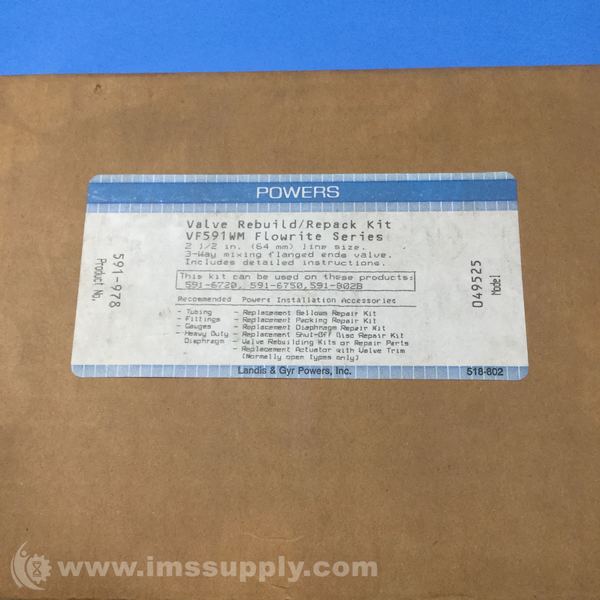 POWERS
Valve Rebuild/Repack Kit
VF591WM Flowrite Series
2 1/2 in. (64 mm) line size.
3-Way mixing flanged ends valve.
Includes detailed instructions.
This kit can be used on these products:
591-6720, 591-6750,591-802B
Recommended Powers Installation Accessories
- Tubing - Replacement Bellows Repair Kit
- Fittings - Replacement Packing Repair Kit
- Gauges - Replacement Diaphragm Repair Kit
- Heavy Duty - Replacement Shut-Off Disc Repair Kit
Diaphragm - Valve Rebuilding Kits or Repair Parts
- Replacement Actuator with Valve Trim
(Normally open types only)
Landis & Gyr Powers, Inc.
518-802
591-978
Product No.
049525
Model
www.imssupply.com